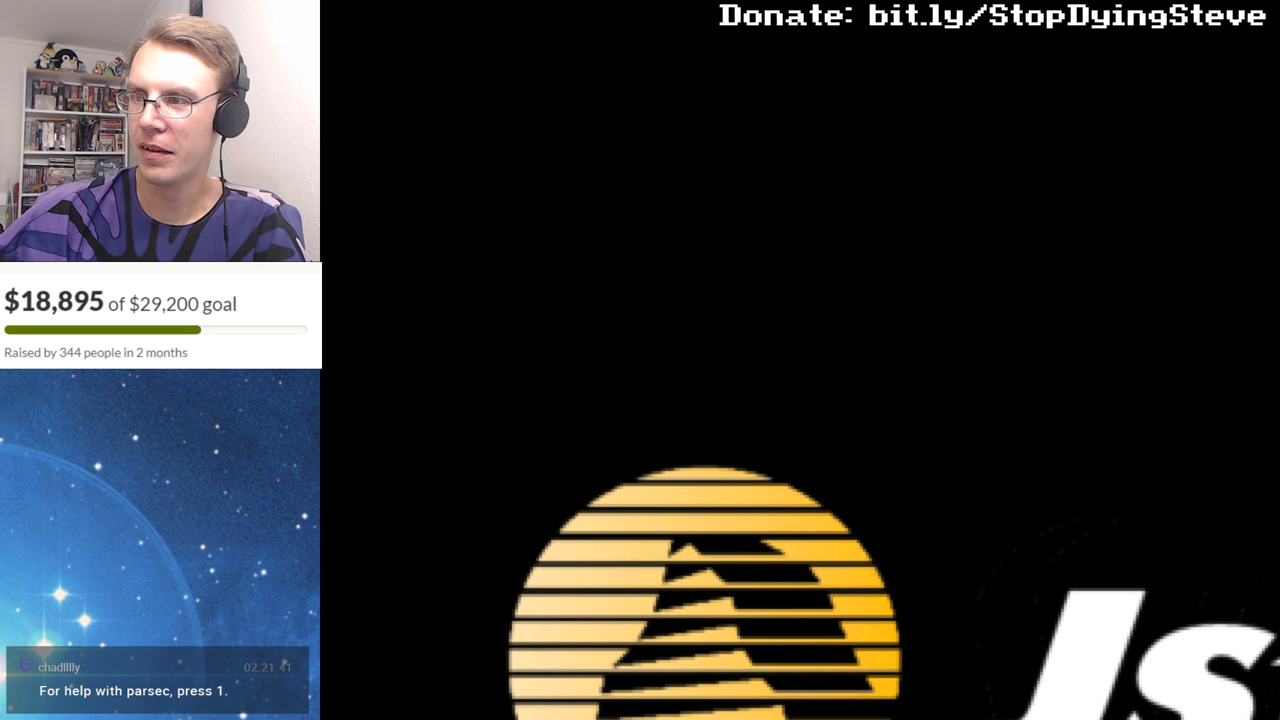 Donate: bit.ly/StopDyingSteve
$18,895 of $29,200 goal
Raised by 344 people in 2 months
02.21.41
For help with parsec, press 1.